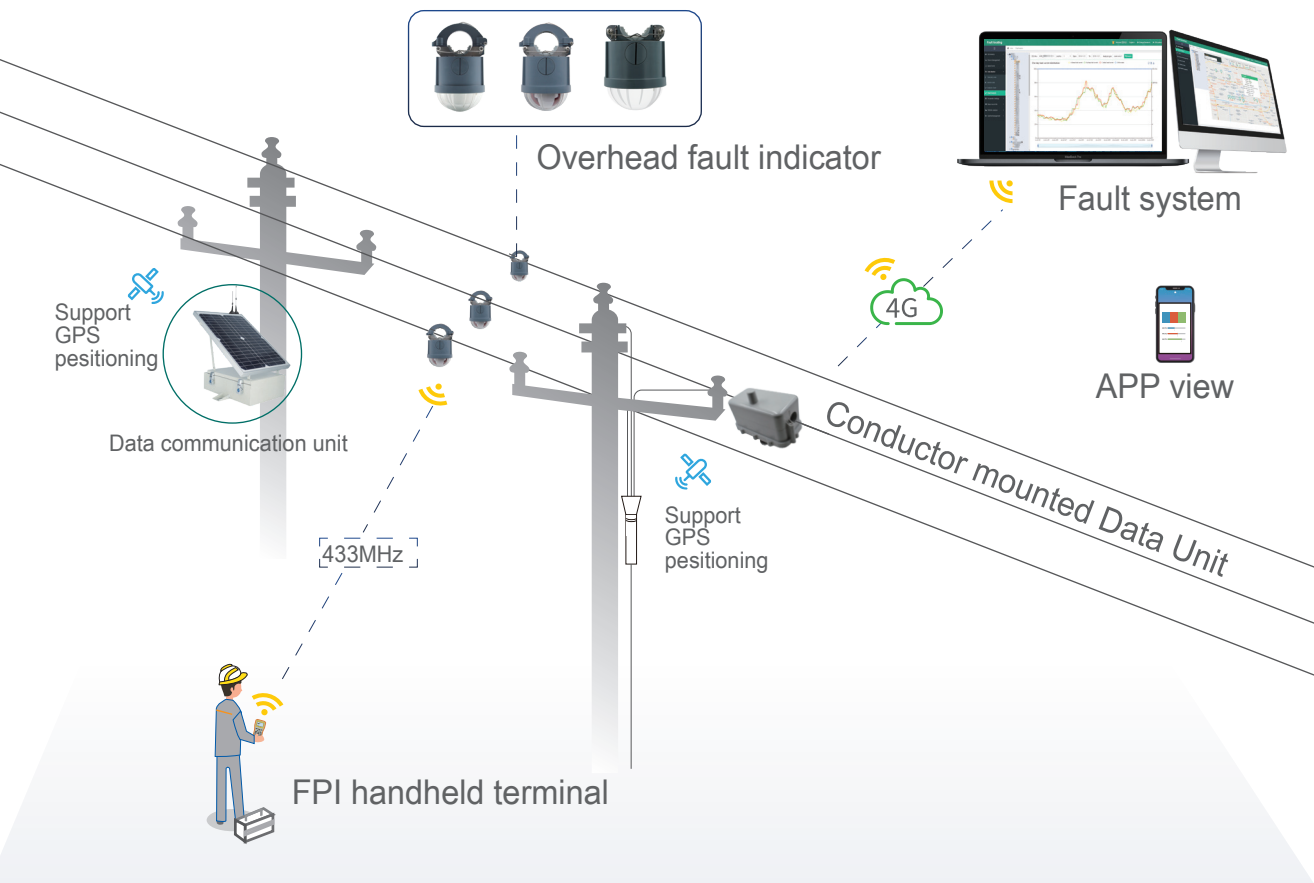 Overhead fault indicator
Fault system
4G
Support
GPS
pesitioning
APP view
Data communication unit
Conductor mounted Data Unit
Support
GPS
pesitioning
433MHz
FPI handheld terminal